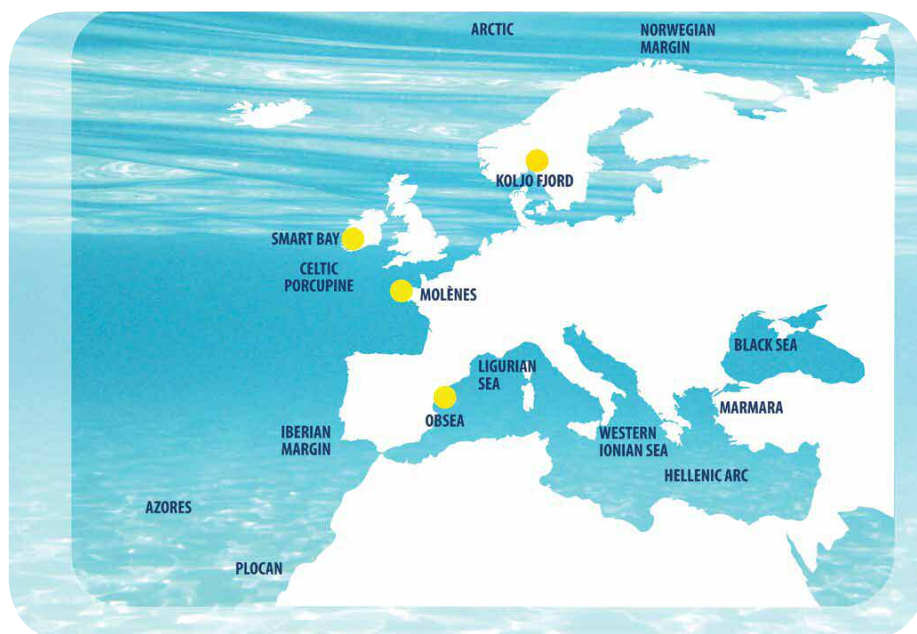 ARCTIC
NORWEGIAN
MARGIN
KOLJO FJORD
SMART BAY
CELTIC
PORCUPINE
MOLÈNES
BLACK SEA
LIGURIAN
SEA
MARMARA
OBSEA
IBERIAN
MARGIN
WESTERN
IONIAN SEA
HELLENIC ARC
AZORES
PLOCAN